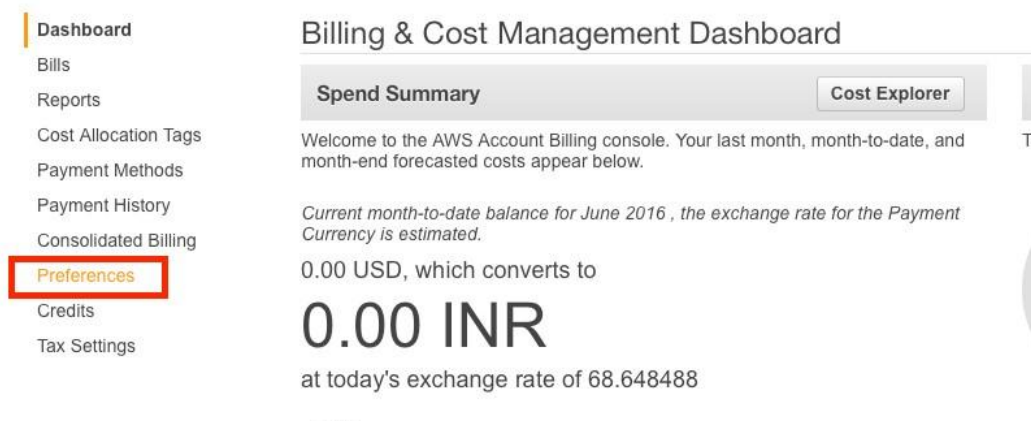 Dashboard
Bills
Reports
Cost Allocation Tags
Payment Methods
Payment History
Consolidated Billing
Preferences
Credits
Tax Settings
Billing & Cost Management Dashboard
Spend Summary
Cost Explorer
Welcome to the AWS Account Billing console. Your last month, month-to-date, and
month-end forecasted costs appear below.
Current month-to-date balance for June 2016 , the exchange rate for the Payment
Currency is estimated.
0.00 USD, which converts to
0.00 INR
at today's exchange rate of 68.648488